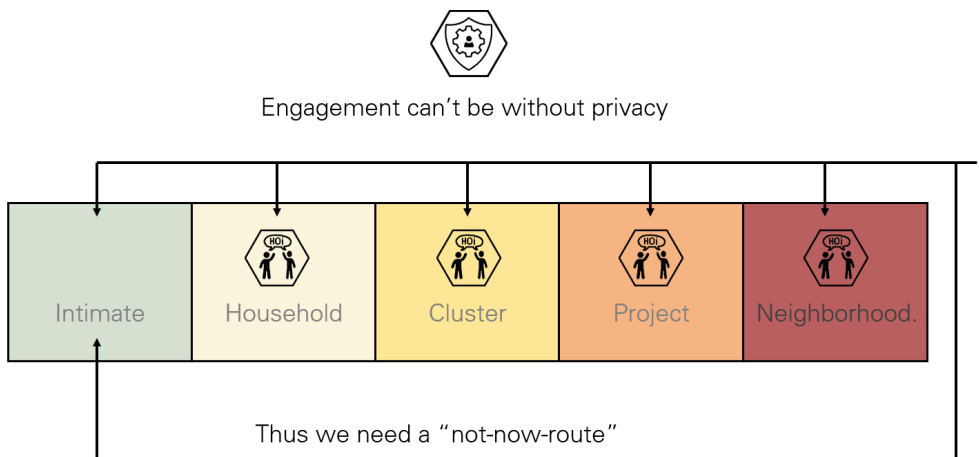 Engagement can't be without privacy
HOi
HOi
HOi
HOi
Intimate
Household
Cluster
Project
Neighborhood.
Thus we need a “not-now-route”